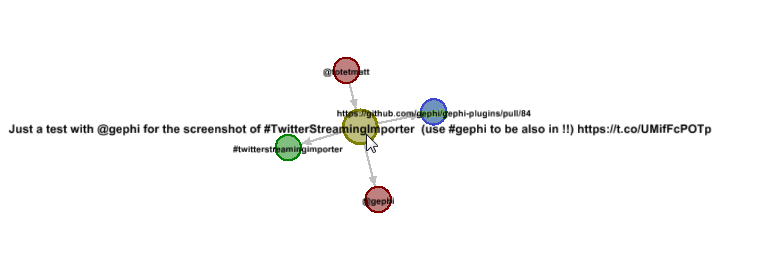 @totetmatt
https://github.com/gephi/gephi-plugins/pull/84
Just a test with @gephi for the screenshot of #TwitterStreamingImporter (use #gephi to be also in !!) https://t.co/UMifFcPOTp
#twitterstreamingimporter
@gephi